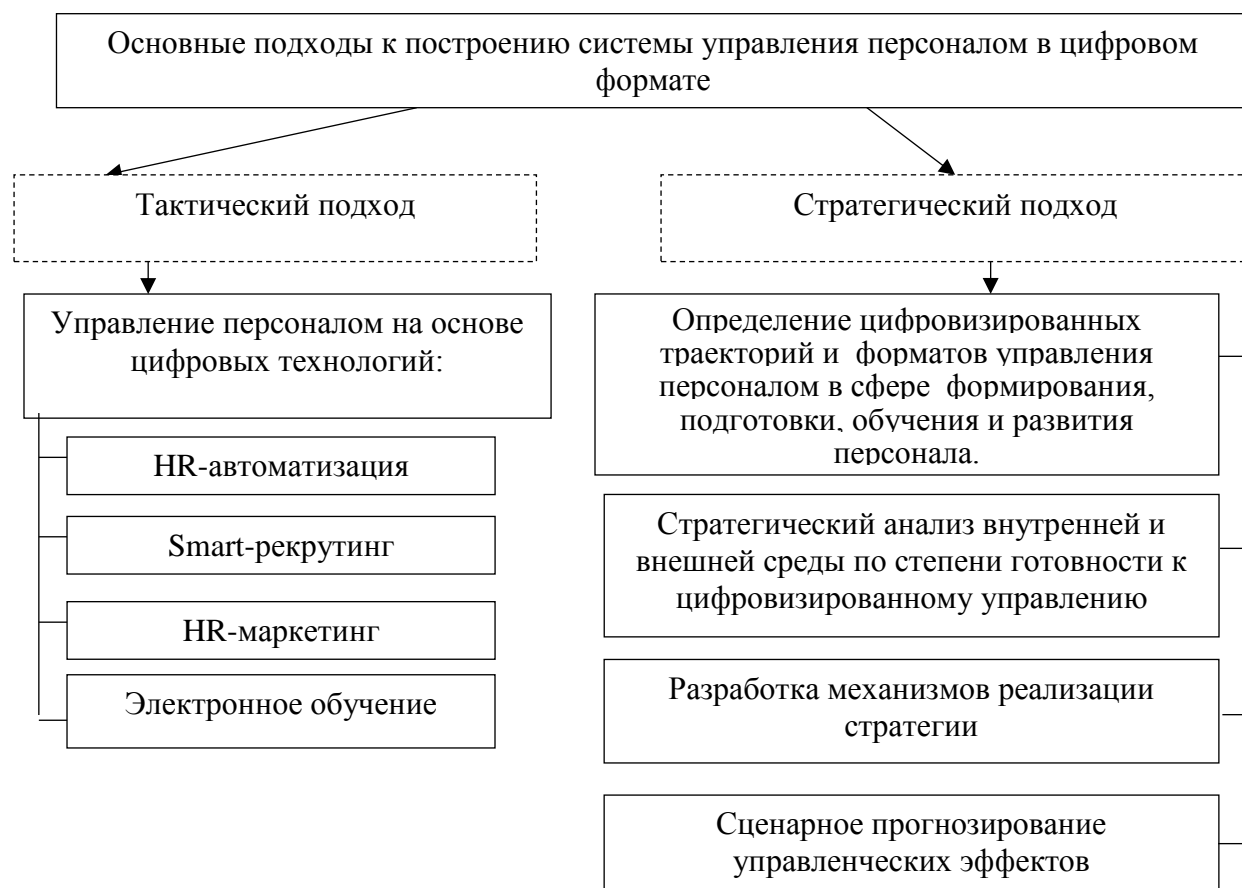 Основные подходы к построению системы управления персоналом в цифровом
формате
Тактический подход
Стратегический подход
Управление персоналом на основе
цифровых технологий:
HR-автоматизация
Smart-рекрутинг
HR-маркетинг
Электронное обучение
Определение цифровизированных
траекторий и форматов управления
персоналом в сфере формирования,
подготовки, обучения и развития
персонала.
Стратегический анализ внутренней и
внешней среды по степени готовности к
цифровизированному управлению
Разработка механизмов реализации
стратегии
Сценарное прогнозирование
управленческих эффектов